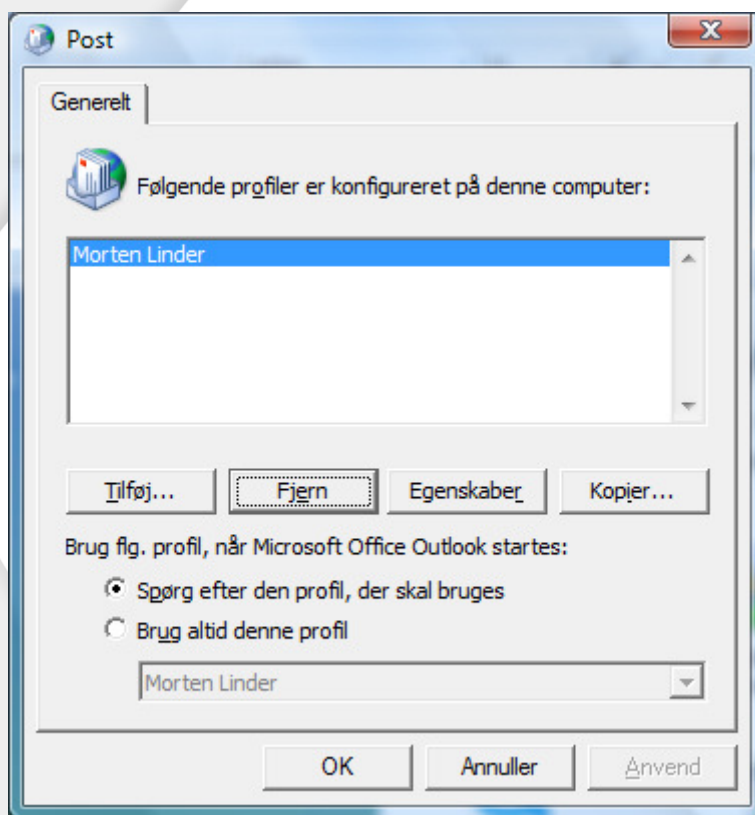 Post
Generelt
Følgende profiler er konfigureret på denne computer:
Morten Linder
Tilføj... Fjern Egenskaber Kopier...
Brug flg. profil, når Microsoft Office Outlook startes:
Spørg efter den profil, der skal bruges
Brug altid denne profil
Morten Linder
OK Annuller Anvend